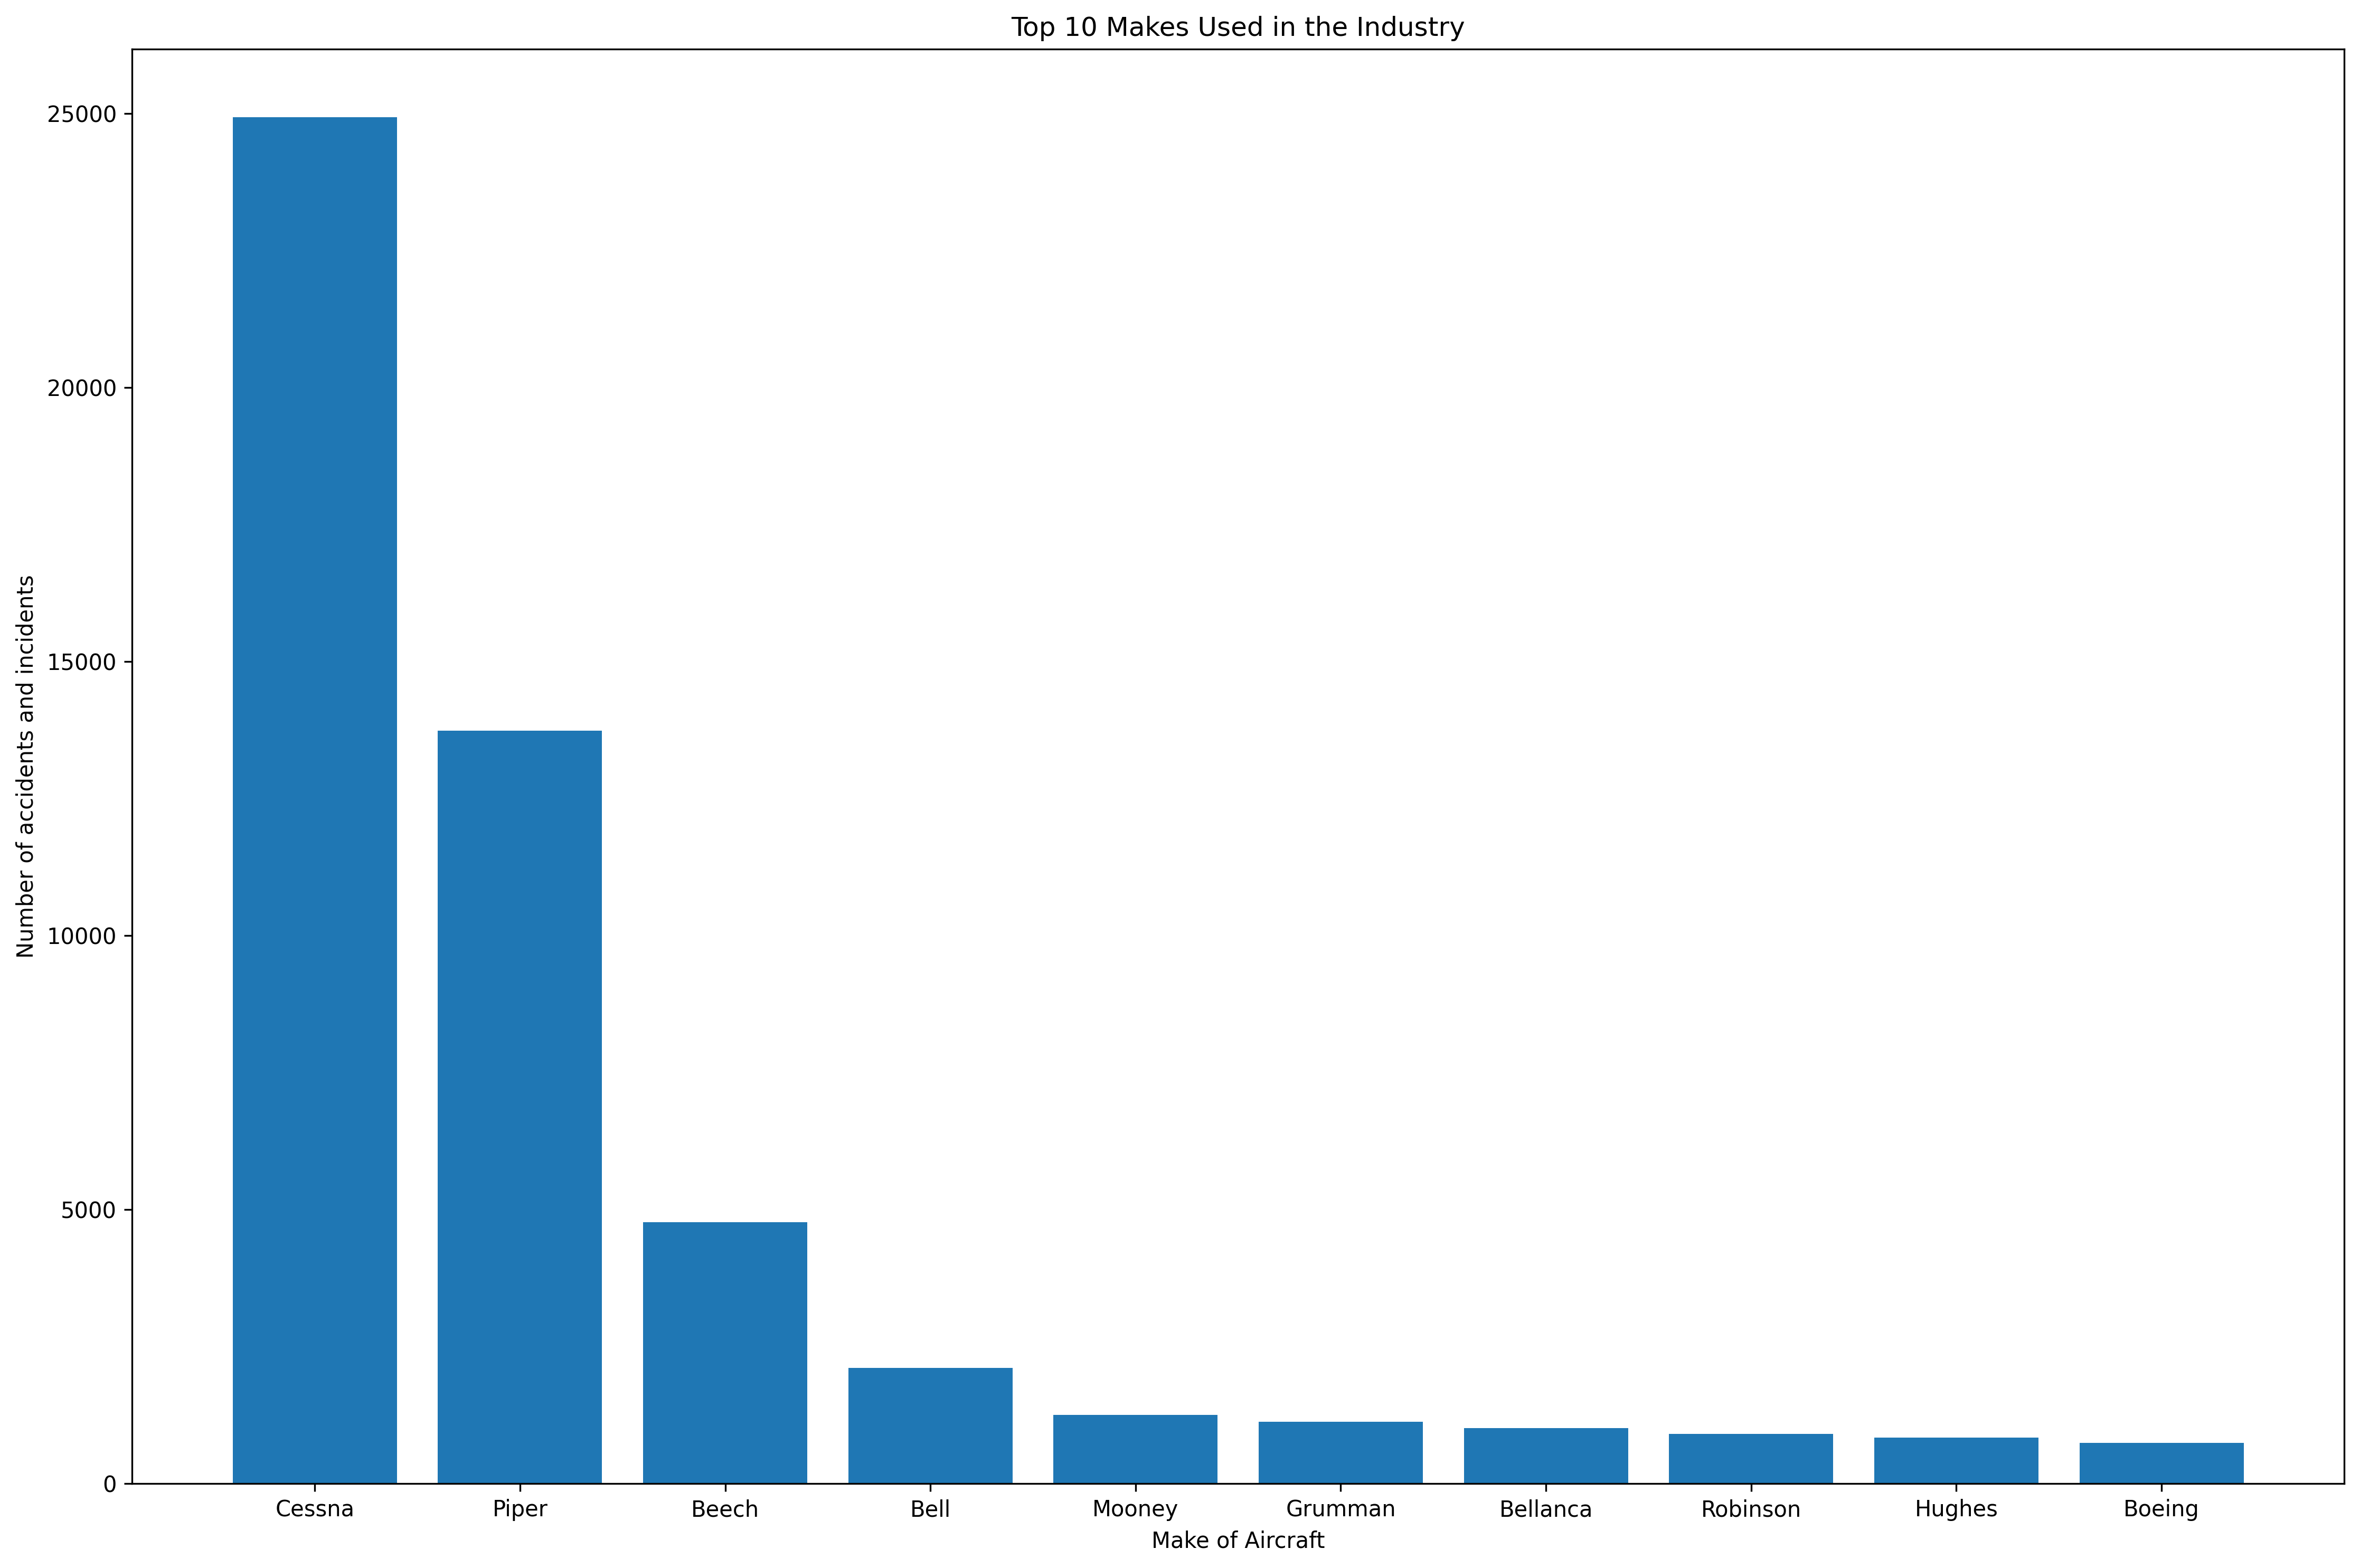 Top 10 Makes Used in the Industry
Number of accidents and incidents
25000
20000
15000
10000
5000
0
Cessna Piper Beech Bell Mooney Grumman Bellanca Robinson Hughes Boeing
Make of Aircraft